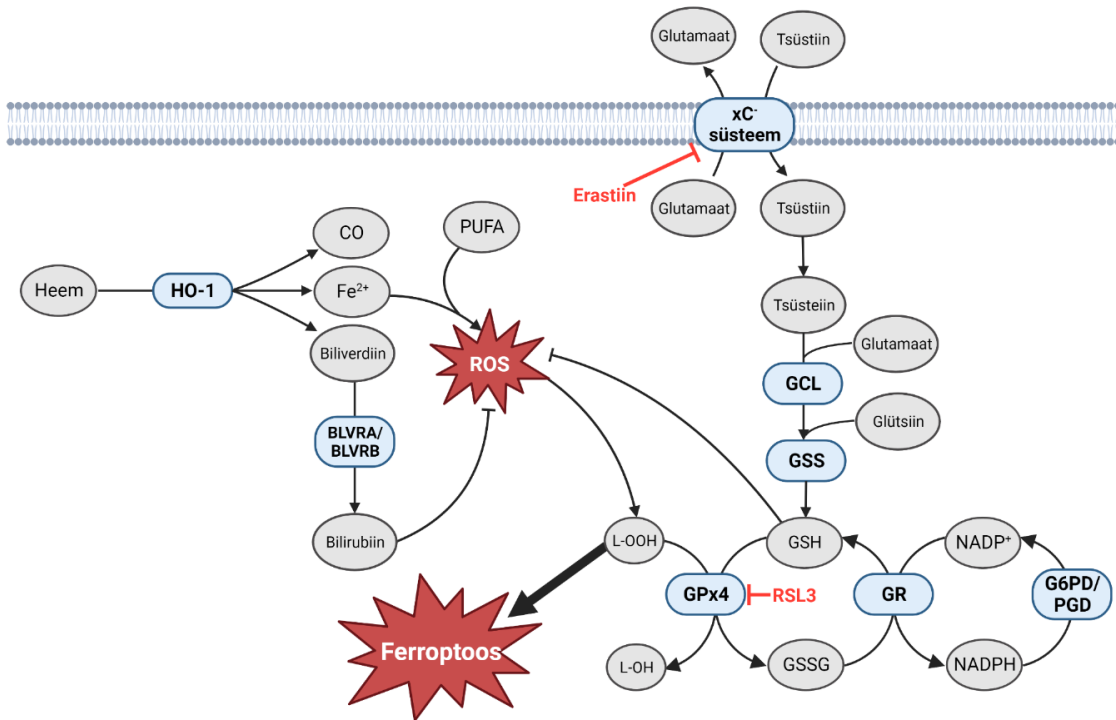 Glutamaat
Tsüstiin
xC⁻
süsteem
Erastiin
Glutamaat
Tsüstiin
CO
PUFA
Heem
HO-1
Fe²⁺
Tsüsteiin
Biliverdiin
ROS
Glutamaat
GCL
BLVRA/
BLVRB
Glütsiin
GSS
Bilirubiin
L-OOH
GSH
NADP⁺
GPx4
RSL3
GR
G6PD/
PGD
Ferroptoos
L-OH
GSSG
NADPH